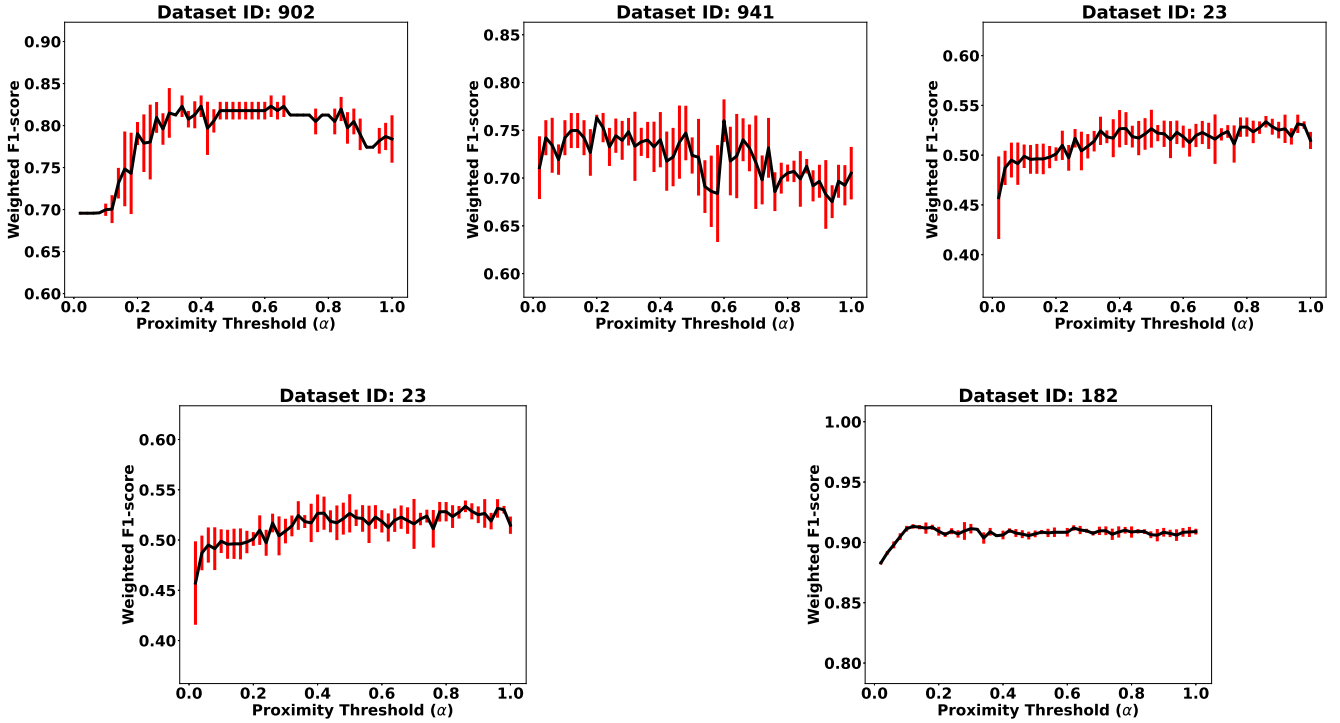 Dataset ID: 902
Weighted F1-score
0.90
0.85
0.80
0.75
0.70
0.65
0.60
0.0 0.2 0.4 0.6 0.8 1.0
Proximity Threshold (α)
Dataset ID: 941
Weighted F1-score
0.85
0.80
0.75
0.70
0.65
0.60
0.0 0.2 0.4 0.6 0.8 1.0
Proximity Threshold (α)
Dataset ID: 23
Weighted F1-score
0.60
0.55
0.50
0.45
0.40
0.0 0.2 0.4 0.6 0.8 1.0
Proximity Threshold (α)
Dataset ID: 23
Weighted F1-score
0.60
0.55
0.50
0.45
0.40
0.0 0.2 0.4 0.6 0.8 1.0
Proximity Threshold (α)
Dataset ID: 182
Weighted F1-score
1.00
0.95
0.90
0.85
0.80
0.0 0.2 0.4 0.6 0.8 1.0
Proximity Threshold (α)